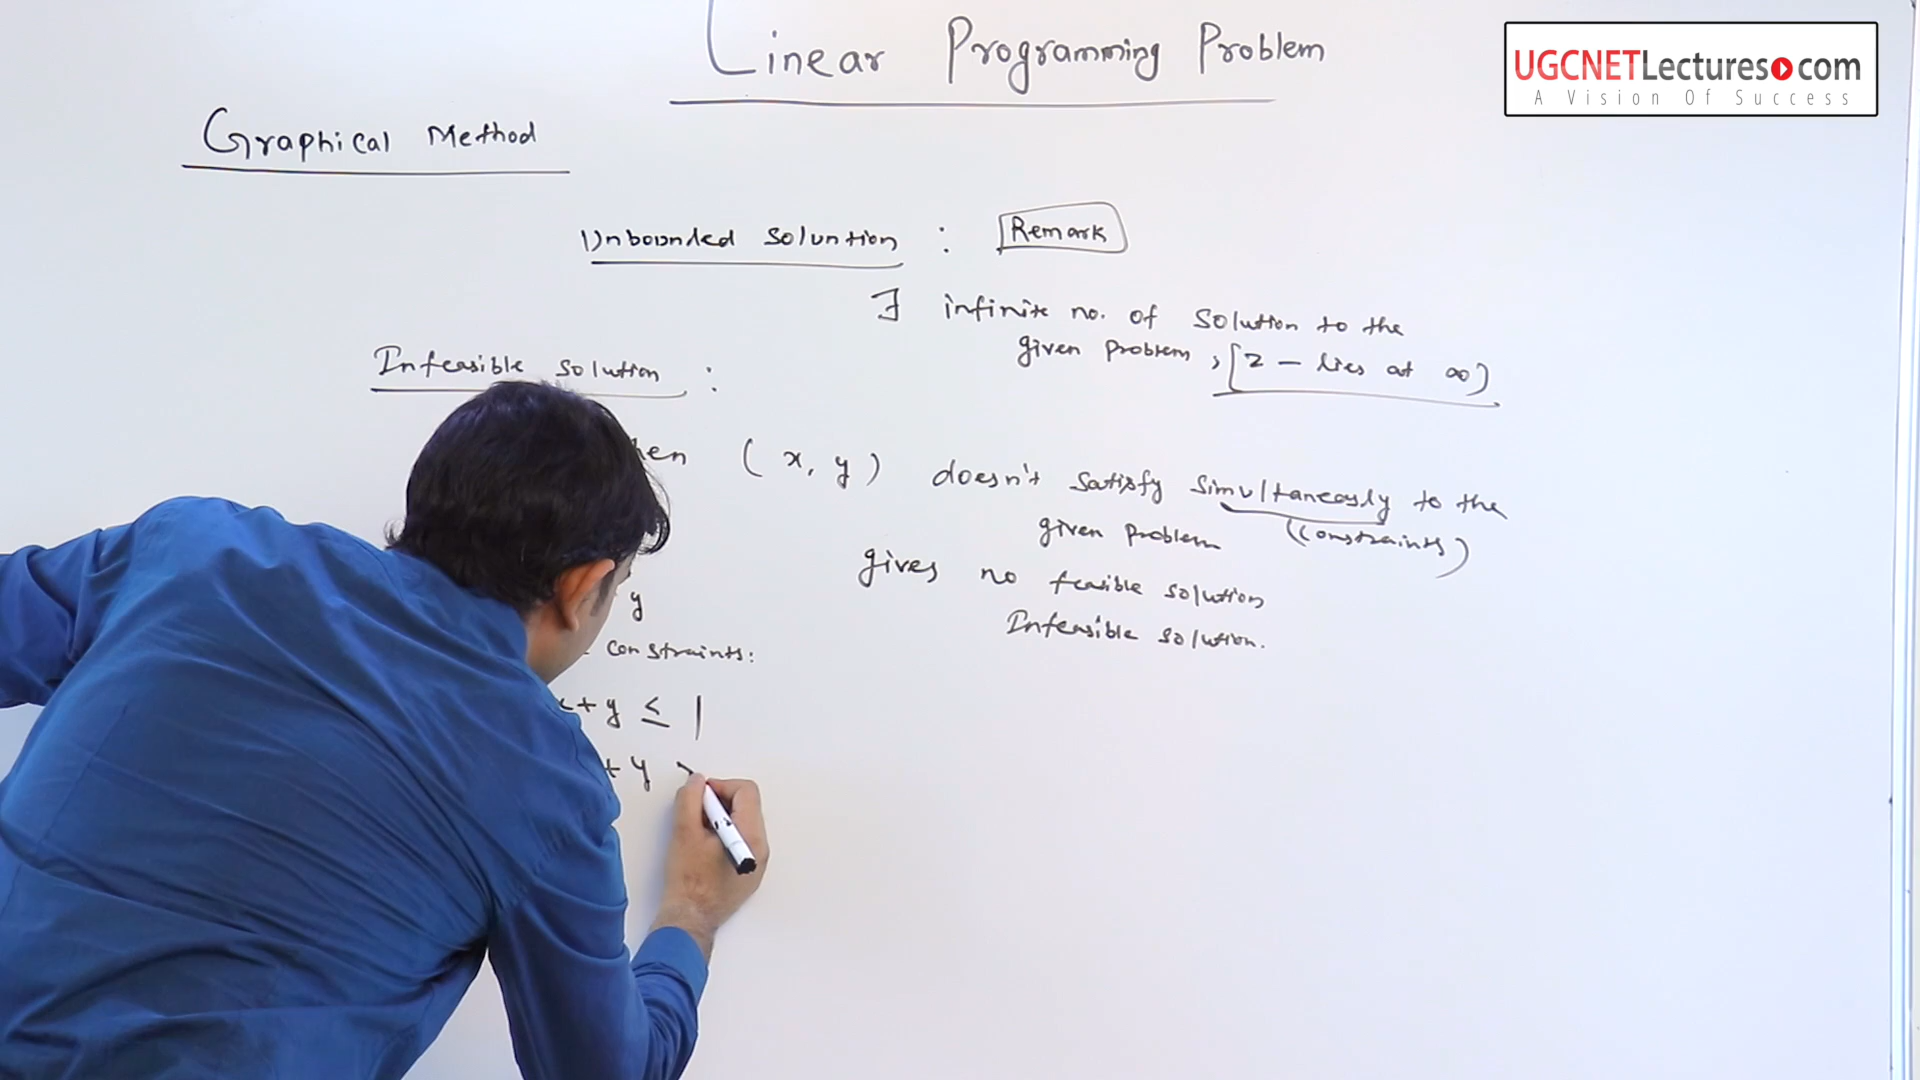 Linear Programming Problem
UGCNETLectures.com
A Vision Of Success
Graphical Method
Unbounded Soluntion : Remark
∃ infinite no. of Solution to the
given Problem, [Z - lies at ∞)
Infeasible Solution :
(x, y) doesn't Satisfy Simultaneously to the
given Problem (Constraints)
gives no feasible solution
Infeasible solution.
y
constraints:
x+y ≤ 1
+ y >